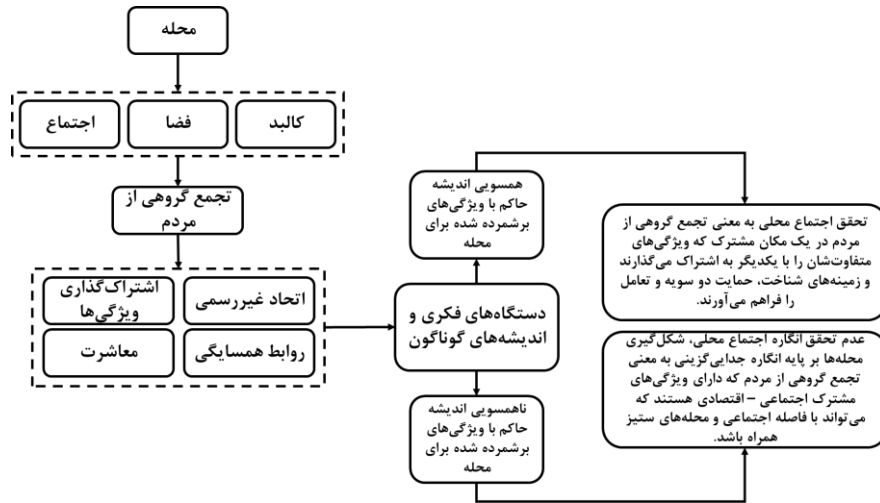 محله
کالبد
فضا
اجتماع
تجمع گروهی از
مردم
اتحاد غیررسمی
اشتراک‌گذاری
ویژگی‌ها
روابط همسایگی
معاشرت
دستگاه‌های فکری و
اندیشه‌های گوناگون
همسویی اندیشه
حاکم با ویژگی‌های
برشمرده شده برای
محله
ناهمسویی اندیشه
حاکم با ویژگی‌های
برشمرده شده برای
محله
تحقق اجتماع محلی به معنی تجمع گروهی از
مردم در یک مکان مشترک که ویژگی‌های
متفاوت‌شان را با یکدیگر به اشتراک می‌گذارند
و زمینه‌های شناخت، حمایت دو سویه و تعامل
را فراهم می‌آورند.
عدم تحقق انگاره اجتماع محلی، شکل‌گیری
محله‌ها بر پایه انگاره جدایی‌گزینی به معنی
تجمع گروهی از مردم که دارای ویژگی‌های
مشترک اجتماعی – اقتصادی هستند که
می‌تواند با فاصله اجتماعی و محله‌های ستیز
همراه باشد.